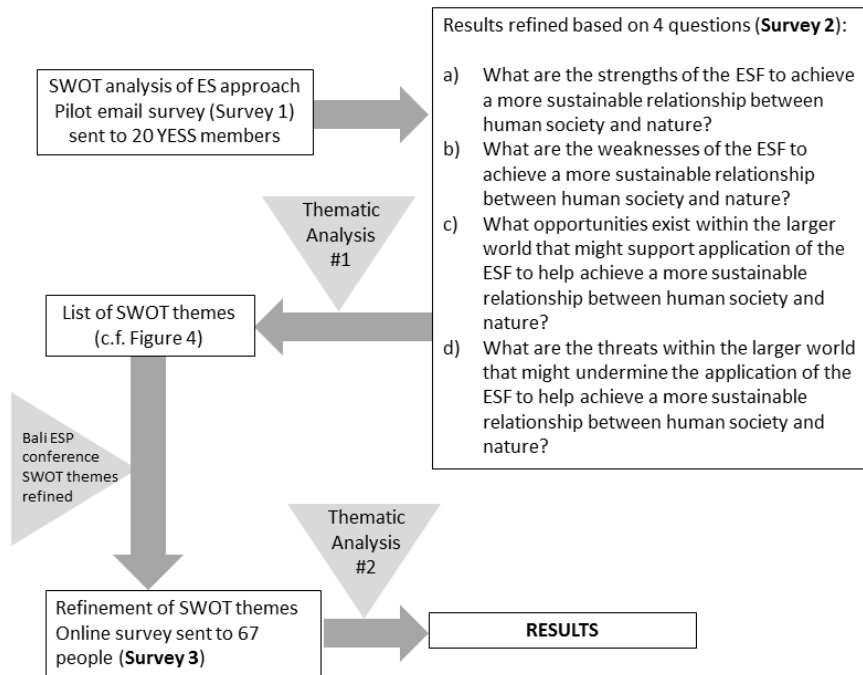 SWOT analysis of ES approach
Pilot email survey (Survey 1)
sent to 20 YESS members
Results refined based on 4 questions (Survey 2):
a) What are the strengths of the ESF to achieve
a more sustainable relationship between
human society and nature?
b) What are the weaknesses of the ESF to
achieve a more sustainable relationship
between human society and nature?
c) What opportunities exist within the larger
world that might support application of the
ESF to help achieve a more sustainable
relationship between human society and
nature?
d) What are the threats within the larger world
that might undermine the application of the
ESF to help achieve a more sustainable
relationship between human society and
nature?
Thematic
Analysis
#1
List of SWOT themes
(c.f. Figure 4)
Bali ESP
conference
SWOT themes
refined
Refinement of SWOT themes
Online survey sent to 67
people (Survey 3)
Thematic
Analysis
#2
RESULTS